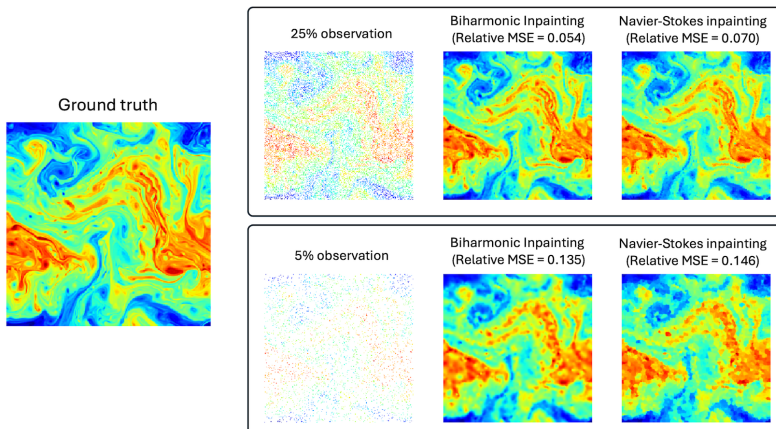 Ground truth
25% observation
Biharmonic Inpainting
(Relative MSE = 0.054)
Navier-Stokes inpainting
(Relative MSE = 0.070)
5% observation
Biharmonic Inpainting
(Relative MSE = 0.135)
Navier-Stokes inpainting
(Relative MSE = 0.146)